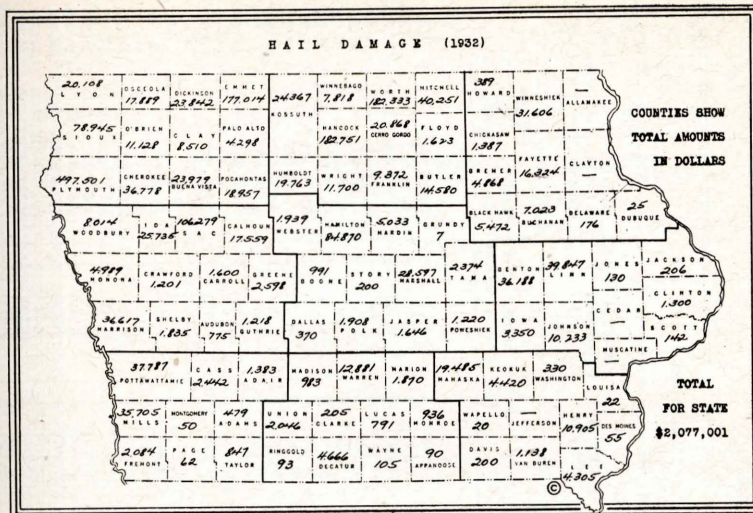 HAIL DAMAGE (1932)
COUNTIES SHOW
TOTAL AMOUNTS
IN DOLLARS
20.108
LYON
OSCEOLA
17.889
DICKINSON
23.842
EMMET
177.014
24.367
KOSSUTH
WINNEBAGO
7.818
WORTH
182.333
MITCHELL
40,251
389
HOWARD
WINNESHIEK
31.606
—
ALLAMAKEE
78.945
SIOUX
O'BRIEN
11.128
CLAY
8.510
PALO ALTO
4.298
HANCOCK
182.751
20.868
CERRO GORDO
FLOYD
1.623
CHICKASAW
1.387
497.501
PLYMOUTH
CHEROKEE
36.778
23,979
BUENA VISTA
POCAHONTAS
18.957
HUMBOLDT
19.763
WRIGHT
11.700
9.372
FRANKLIN
BUTLER
14.580
BREMER
4.868
FAYETTE
16.324
CLAYTON
—
8.014
WOODBURY
IDA
25.735
106279
SAC
CALHOUN
17.559
1.939
WEBSTER
HAMILTON
84.870
5.033
HARDIN
GRUNDY
7
BLACK HAWK
5.472
7.023
BUCHANAN
DELAWARE
176
25
DUBUQUE
4.989
MONONA
CRAWFORD
1.201
1.600
CARROLL
GREENE
2,598
991
BOONE
STORY
200
28.597
MARSHALL
2374
TAMA
BENTON
36.188
39.847
LINN
JONES
130
JACKSON
206
36.617
HARRISON
SHELBY
1.835
AUDUBON
775
1.218
GUTHRIE
DALLAS
370
1.908
POLK
JASPER
1.646
1.220
POWESHIEK
IOWA
3.350
JOHNSON
10.233
CEDAR
—
CLINTON
1.300
SCOTT
142
—
MUSCATINE
37.787
POTTAWATTAMIE
CASS
2.442
1.383
ADAIR
MADISON
983
12.881
WARREN
MARION
1.870
19.485
MAHASKA
KEOKUK
4.420
330
WASHINGTON
LOUISA
22
35.705
MILLS
MONTGOMERY
50
479
ADAMS
UNION
2.046
205
CLARKE
LUCAS
791
936
MONROE
WAPELLO
20
—
JEFFERSON
HENRY
10.905
DES MOINES
55
2.084
FREMONT
PAGE
62
847
TAYLOR
RINGGOLD
93
4.666
DECATUR
WAYNE
105
90
APPANOOSE
DAVIS
200
1,138
VAN BUREN
LEE
4.305
©
TOTAL
FOR STATE
$2,077,001